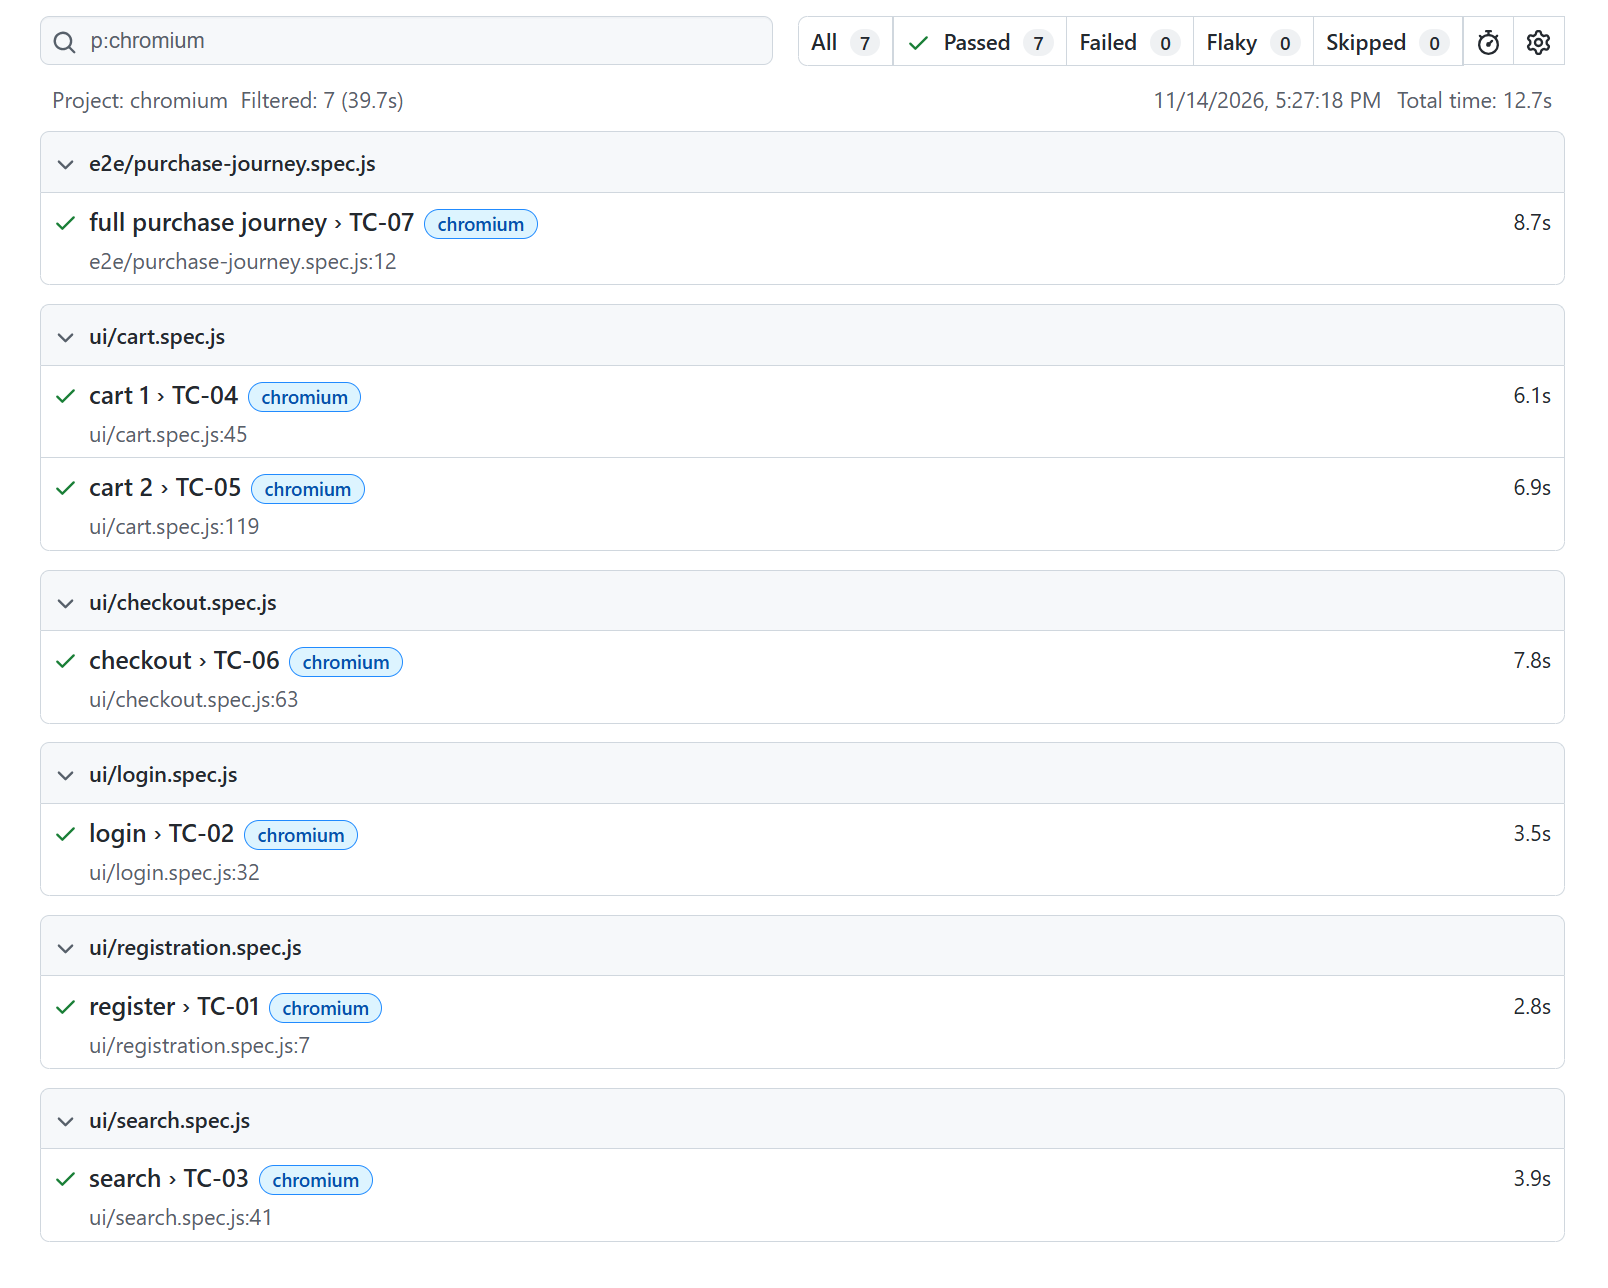 p:chromium
All 7 Passed 7 Failed 0 Flaky 0 Skipped 0
Project: chromium Filtered: 7 (39.7s) 11/14/2026, 5:27:18 PM Total time: 12.7s
e2e/purchase-journey.spec.js
full purchase journey › TC-07 chromium 8.7s
e2e/purchase-journey.spec.js:12
ui/cart.spec.js
cart 1 › TC-04 chromium 6.1s
ui/cart.spec.js:45
cart 2 › TC-05 chromium 6.9s
ui/cart.spec.js:119
ui/checkout.spec.js
checkout › TC-06 chromium 7.8s
ui/checkout.spec.js:63
ui/login.spec.js
login › TC-02 chromium 3.5s
ui/login.spec.js:32
ui/registration.spec.js
register › TC-01 chromium 2.8s
ui/registration.spec.js:7
ui/search.spec.js
search › TC-03 chromium 3.9s
ui/search.spec.js:41